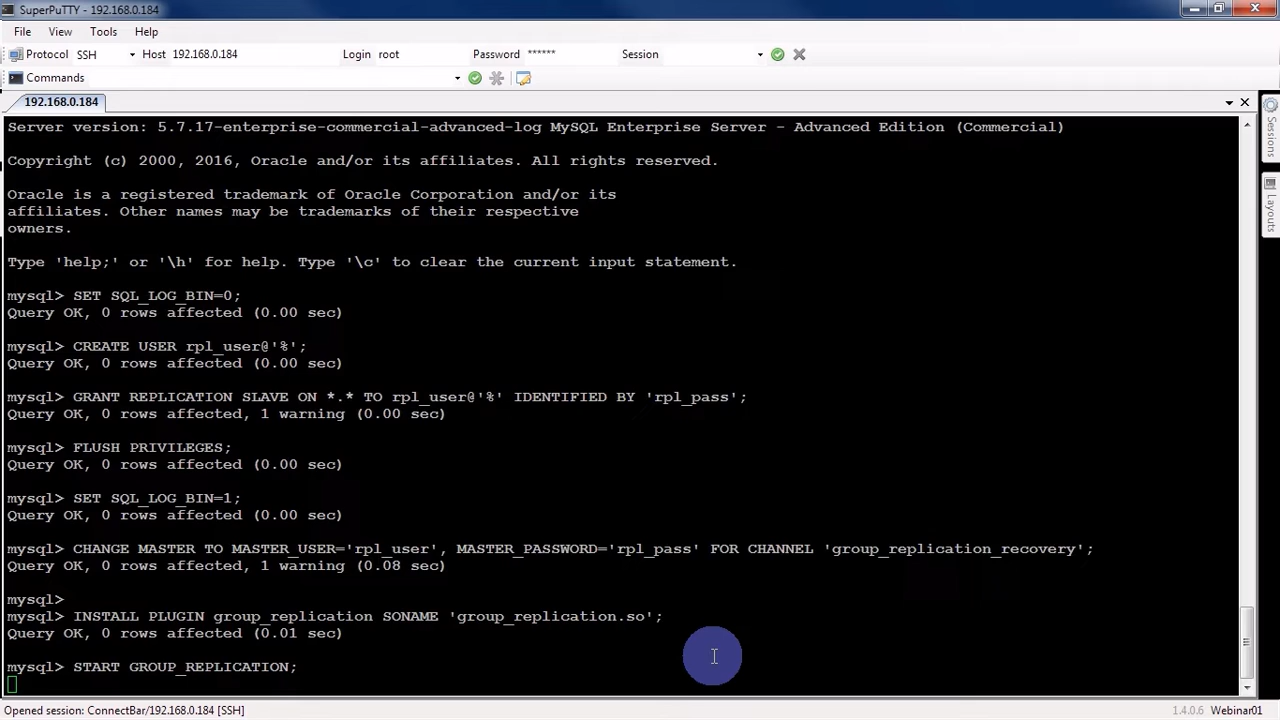 SuperPuTTY - 192.168.0.184
File View Tools Help
Protocol SSH Host 192.168.0.184 Login root Password ****** Session
Commands
192.168.0.184
Sessions
Layouts
Server version: 5.7.17-enterprise-commercial-advanced-log MySQL Enterprise Server - Advanced Edition (Commercial)
Copyright (c) 2000, 2016, Oracle and/or its affiliates. All rights reserved.
Oracle is a registered trademark of Oracle Corporation and/or its
affiliates. Other names may be trademarks of their respective
owners.
Type 'help;' or '\h' for help. Type '\c' to clear the current input statement.
mysql> SET SQL_LOG_BIN=0;
Query OK, 0 rows affected (0.00 sec)
mysql> CREATE USER rpl_user@'%';
Query OK, 0 rows affected (0.00 sec)
mysql> GRANT REPLICATION SLAVE ON *.* TO rpl_user@'%' IDENTIFIED BY 'rpl_pass';
Query OK, 0 rows affected, 1 warning (0.00 sec)
mysql> FLUSH PRIVILEGES;
Query OK, 0 rows affected (0.00 sec)
mysql> SET SQL_LOG_BIN=1;
Query OK, 0 rows affected (0.00 sec)
mysql> CHANGE MASTER TO MASTER_USER='rpl_user', MASTER_PASSWORD='rpl_pass' FOR CHANNEL 'group_replication_recovery';
Query OK, 0 rows affected, 1 warning (0.08 sec)
mysql>
mysql> INSTALL PLUGIN group_replication SONAME 'group_replication.so';
Query OK, 0 rows affected (0.01 sec)
mysql> START GROUP_REPLICATION;
Opened session: ConnectBar/192.168.0.184 [SSH] 1.4.0.6 Webinar01